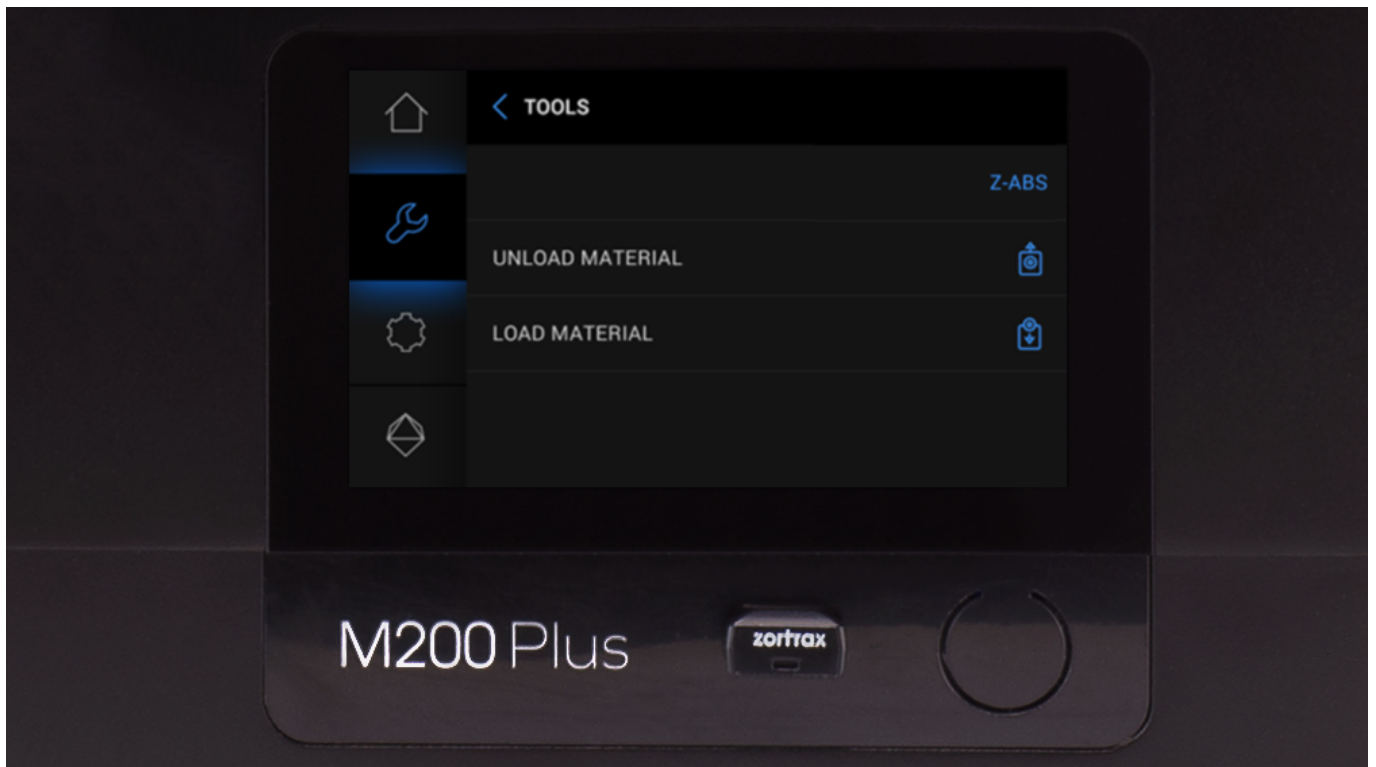 TOOLS
Z-ABS
UNLOAD MATERIAL
LOAD MATERIAL
M200 Plus
zortrax